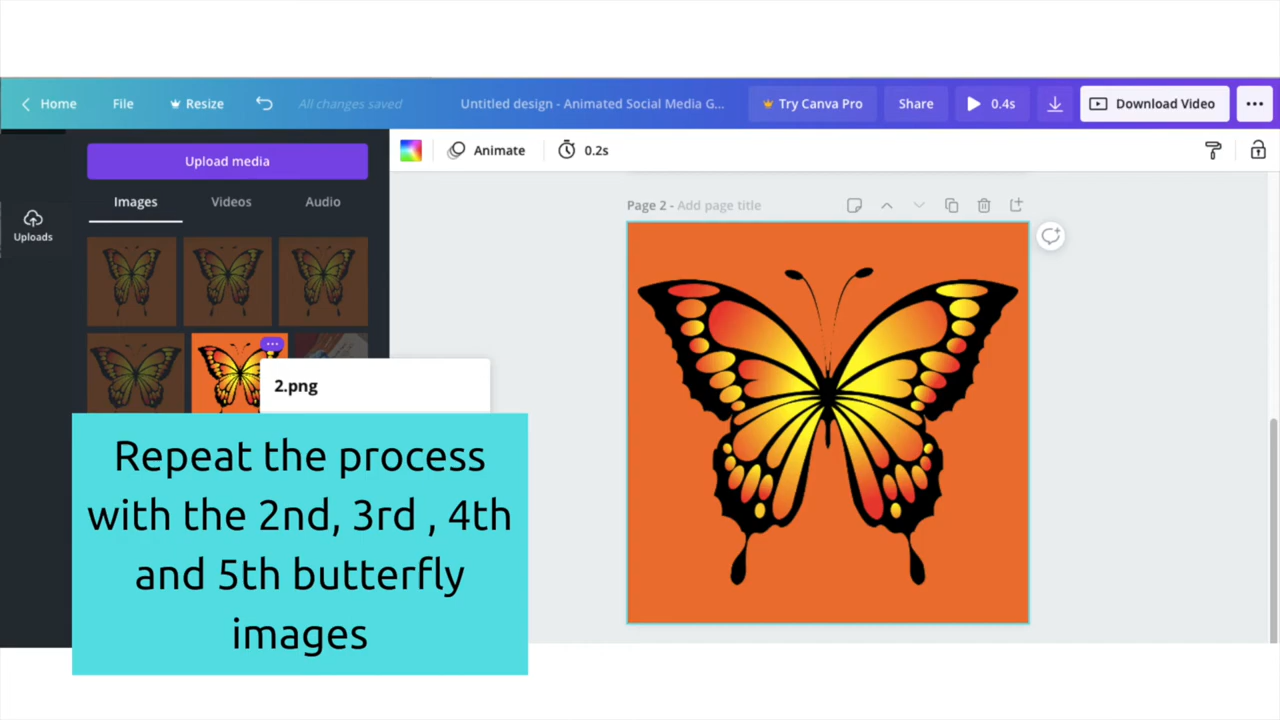 Home File Resize All changes saved Untitled design - Animated Social Media G... Try Canva Pro Share 0.4s Download Video
Upload media
Animate 0.2s
Images Videos Audio
Page 2 - Add page title
Uploads
2.png
Repeat the process
with the 2nd, 3rd , 4th
and 5th butterfly
images